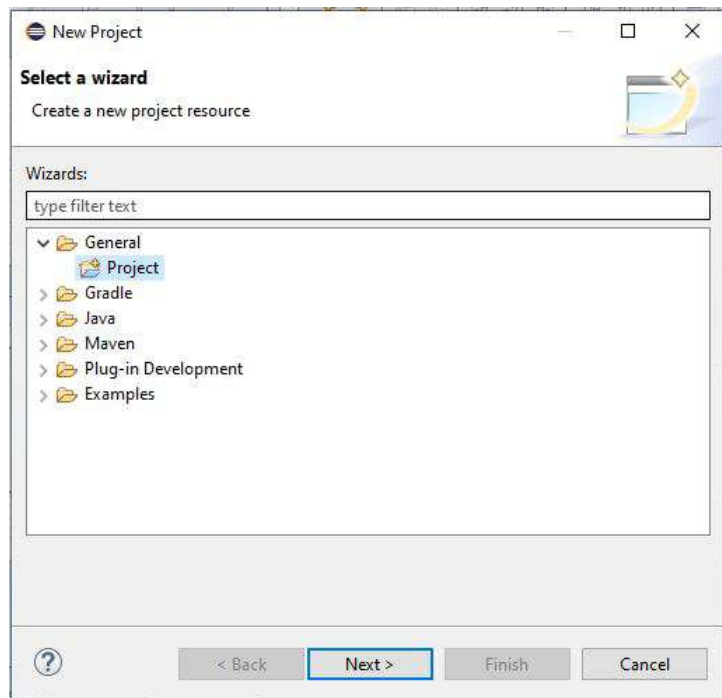 New Project
Select a wizard
Create a new project resource
Wizards:
type filter text
General
Project
Gradle
Java
Maven
Plug-in Development
Examples
?
< Back Next > Finish Cancel